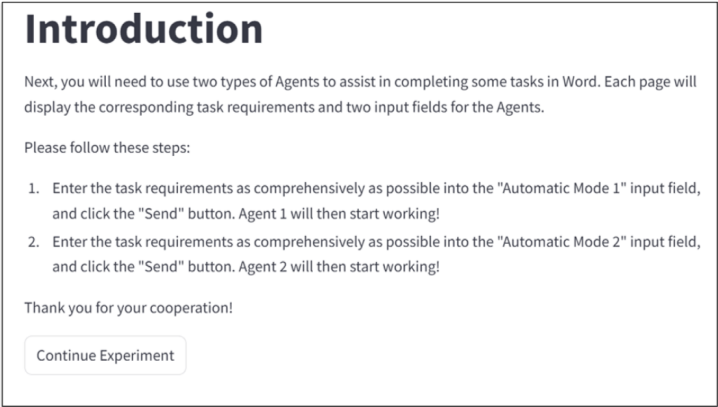 Introduction
Next, you will need to use two types of Agents to assist in completing some tasks in Word. Each page will
display the corresponding task requirements and two input fields for the Agents.
Please follow these steps:
1. Enter the task requirements as comprehensively as possible into the "Automatic Mode 1" input field,
and click the "Send" button. Agent 1 will then start working!
2. Enter the task requirements as comprehensively as possible into the "Automatic Mode 2" input field,
and click the "Send" button. Agent 2 will then start working!
Thank you for your cooperation!
Continue Experiment